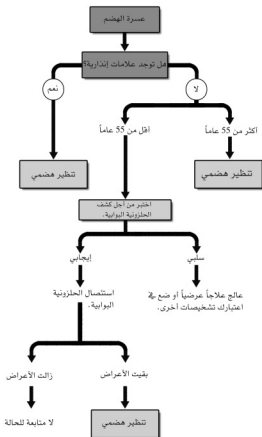 عسرة الهضم
هل توجد علامات إنذارية؟
نعم
لا
أقل من 55 عاماً
أكثر من 55 عاماً
تنظير هضمي
تنظير هضمي
اختبر من أجل كشف
الحلزونية البوابية.
إيجابي
سلبي
استئصال الحلزونية
البوابية.
عالج علاجاً عرضياً أو ضع في
اعتبارك تشخيصات أخرى.
زالت الأعراض
بقيت الأعراض
لا متابعة للحالة
تنظير هضمي